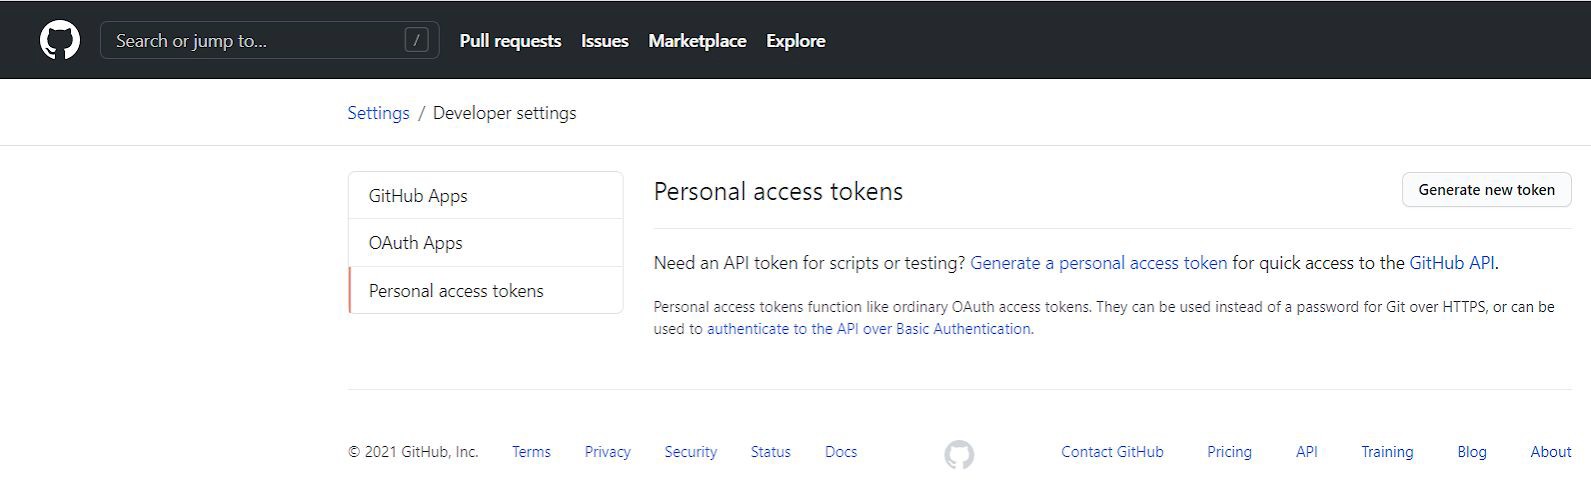 Search or jump to... /
Pull requests Issues Marketplace Explore
Settings / Developer settings
GitHub Apps
OAuth Apps
Personal access tokens
Personal access tokens
Generate new token
Need an API token for scripts or testing? Generate a personal access token for quick access to the GitHub API.
Personal access tokens function like ordinary OAuth access tokens. They can be used instead of a password for Git over HTTPS, or can be
used to authenticate to the API over Basic Authentication.
© 2021 GitHub, Inc. Terms Privacy Security Status Docs Contact GitHub Pricing API Training Blog About